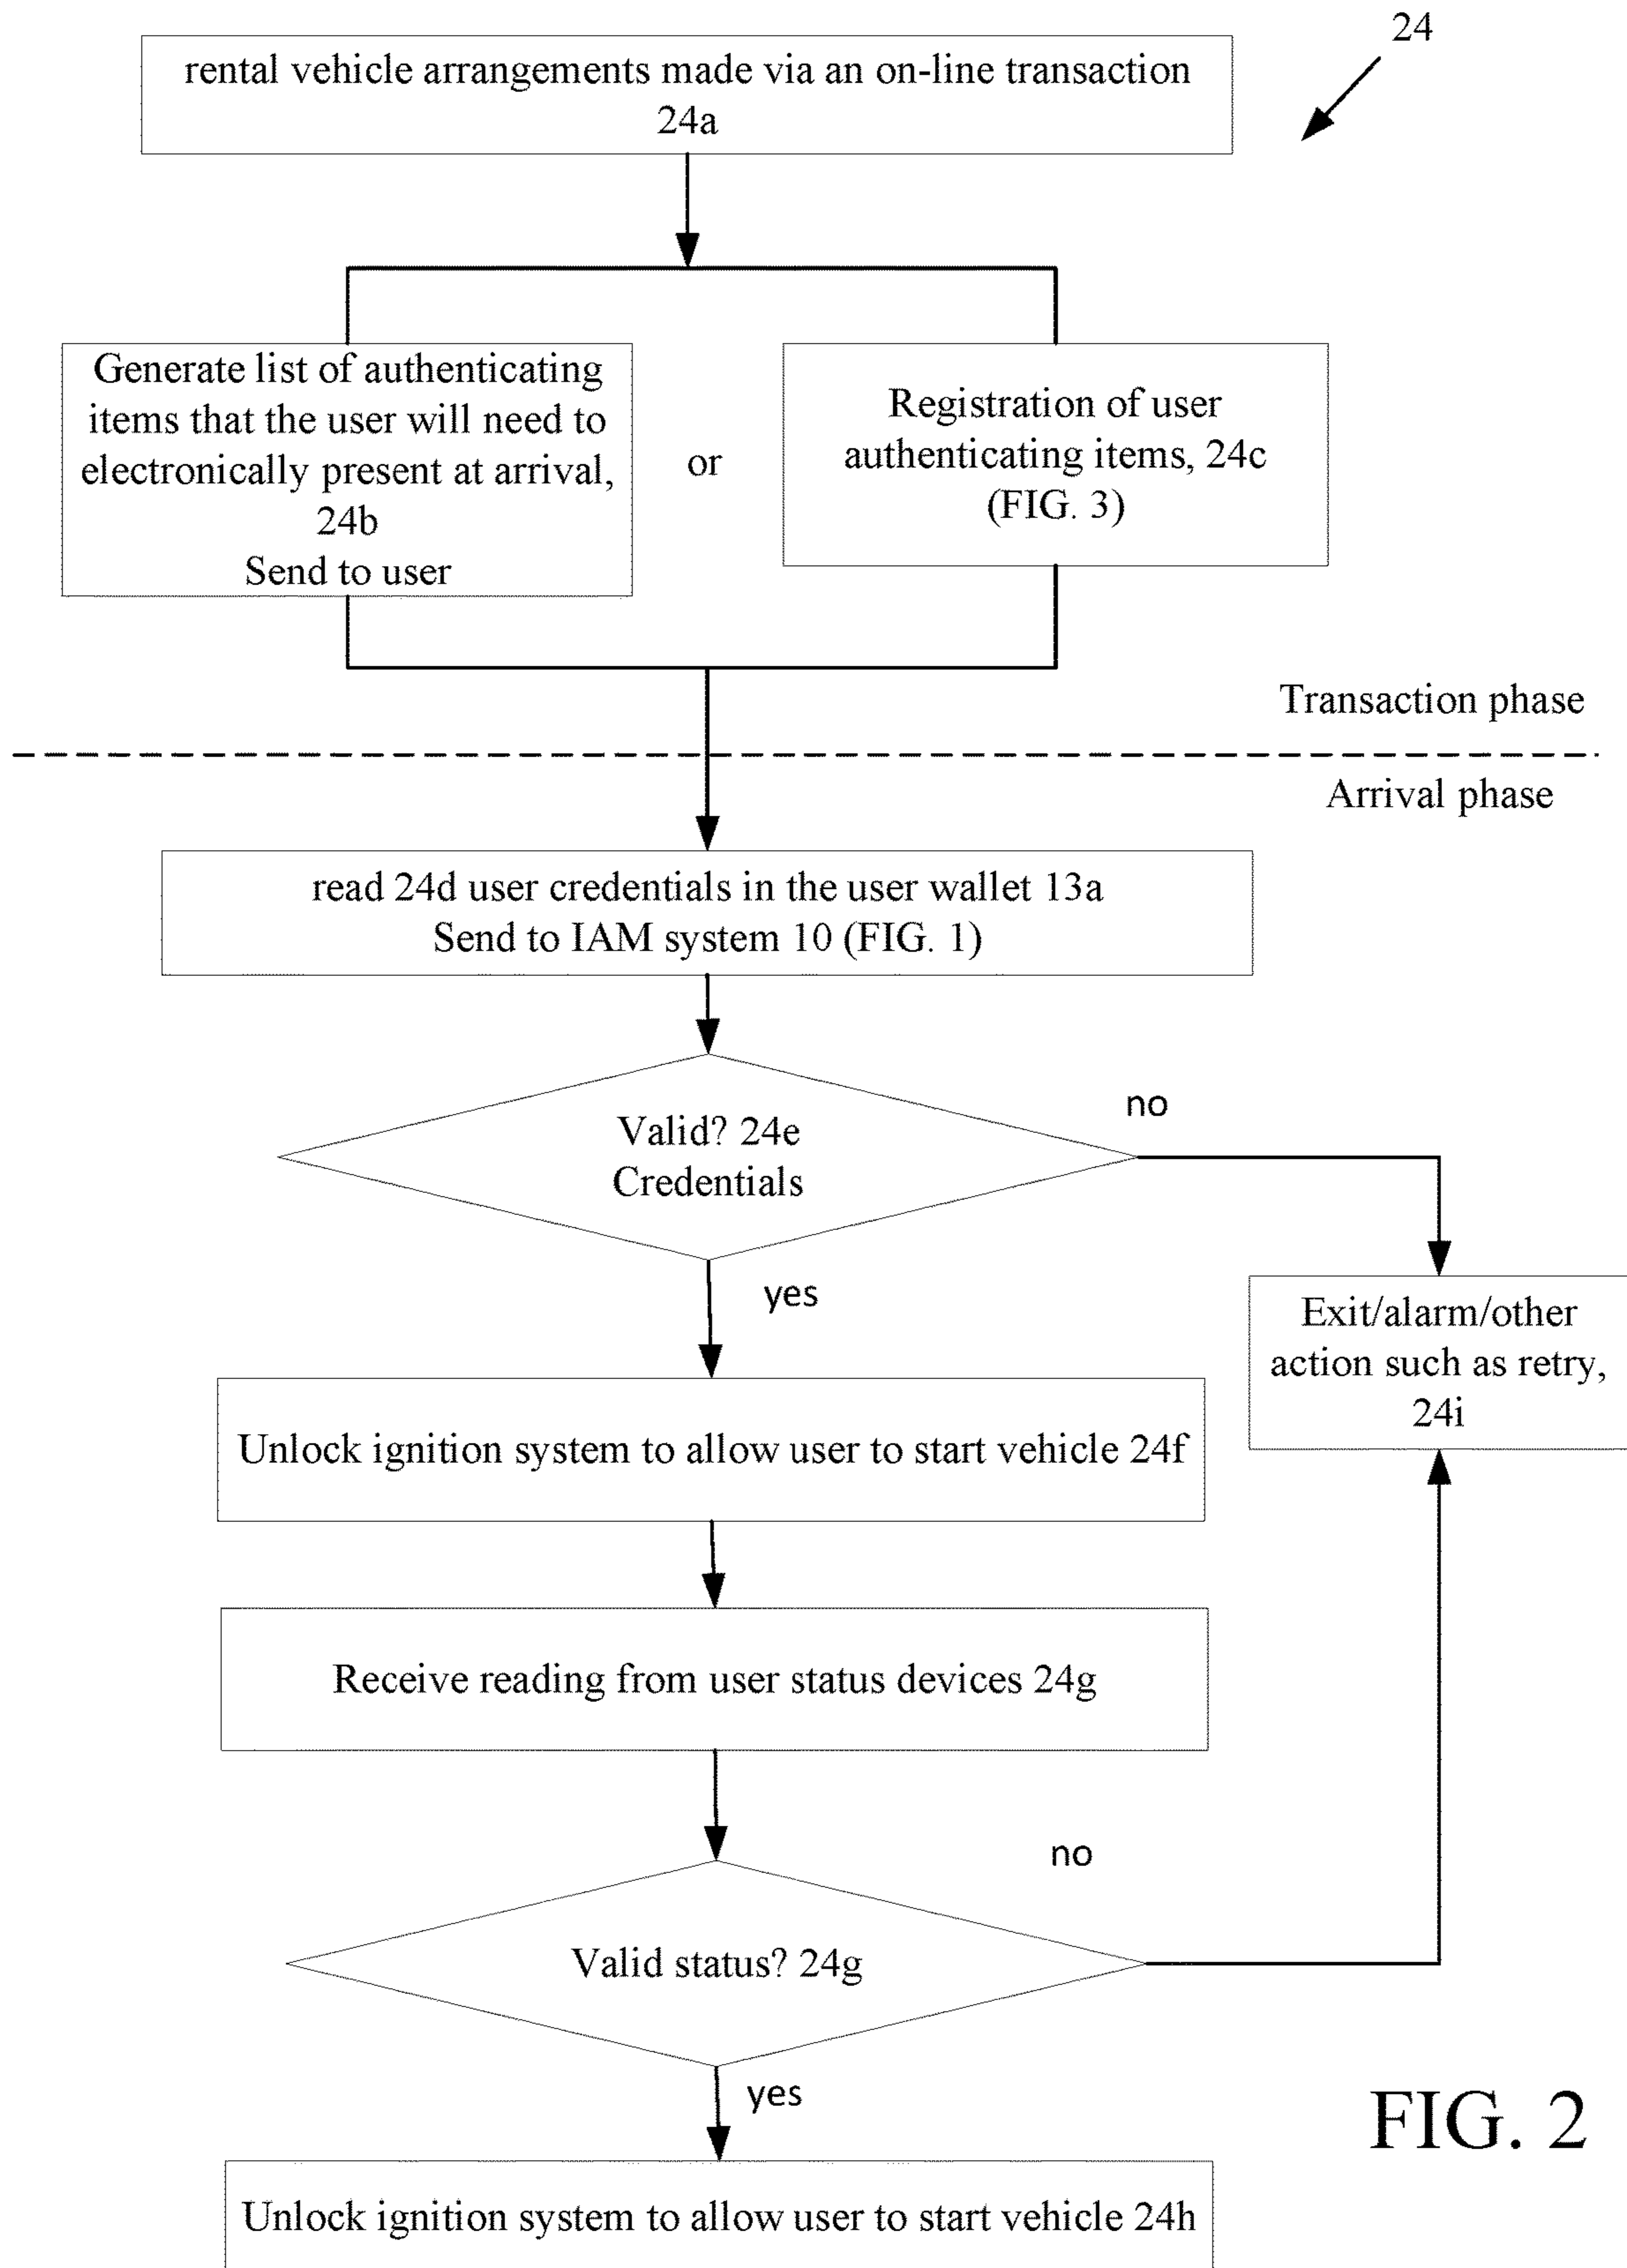 24
rental vehicle arrangements made via an on-line transaction
24a
Generate list of authenticating
items that the user will need to
electronically present at arrival,
24b
Send to user
or
Registration of user
authenticating items, 24c
(FIG. 3)
Transaction phase
Arrival phase
read 24d user credentials in the user wallet 13a
Send to IAM system 10 (FIG. 1)
Valid? 24e
Credentials
no
yes
Exit/alarm/other
action such as retry,
24i
Unlock ignition system to allow user to start vehicle 24f
Receive reading from user status devices 24g
Valid status? 24g
no
yes
Unlock ignition system to allow user to start vehicle 24h
FIG. 2